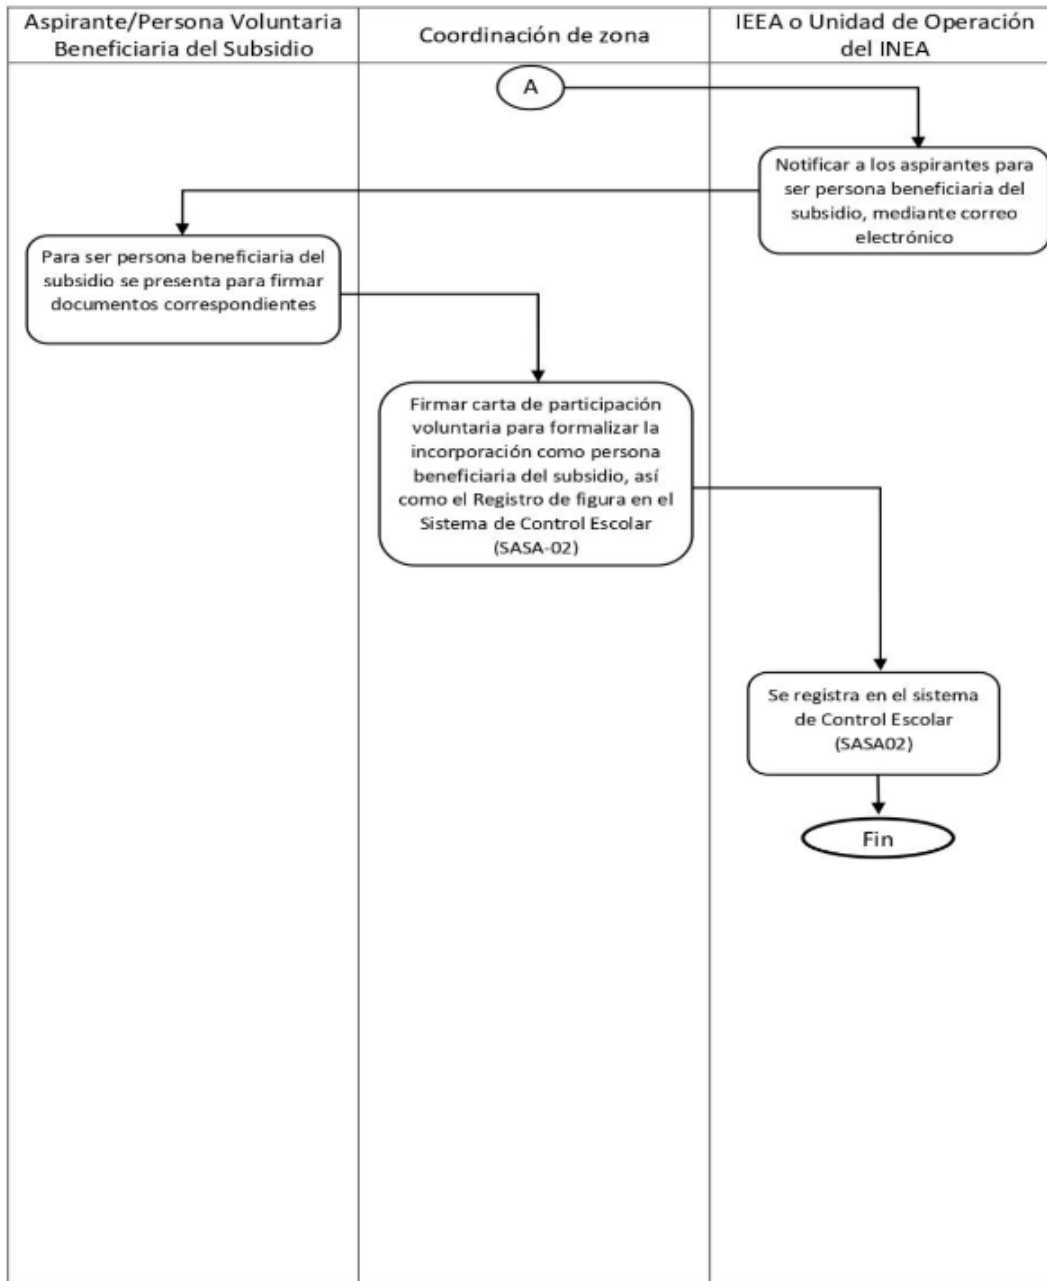 Aspirante/Persona Voluntaria
Beneficiaria del Subsidio
Coordinación de zona
IEEA o Unidad de Operación
del INEA
A
Notificar a los aspirantes para
ser persona beneficiaria del
subsidio, mediante correo
electrónico
Para ser persona beneficiaria del
subsidio se presenta para firmar
documentos correspondientes
Firmar carta de participación
voluntaria para formalizar la
incorporación como persona
beneficiaria del subsidio, así
como el Registro de figura en el
Sistema de Control Escolar
(SASA-02)
Se registra en el sistema
de Control Escolar
(SASA02)
Fin